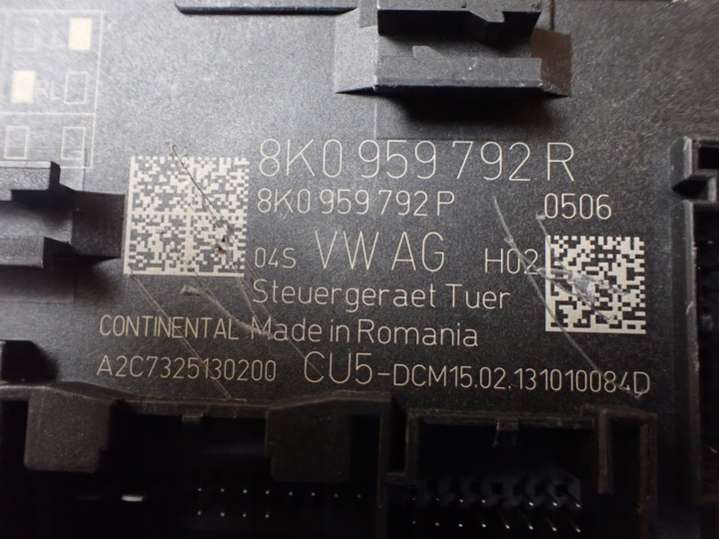 RL
8K0 959 792 R
8K0 959 792 P 0506
04S VW AG H02
Steuergeraet Tuer
CONTINENTAL Made in Romania
A2C7325130200 CU5-DCM15.02.131010084D